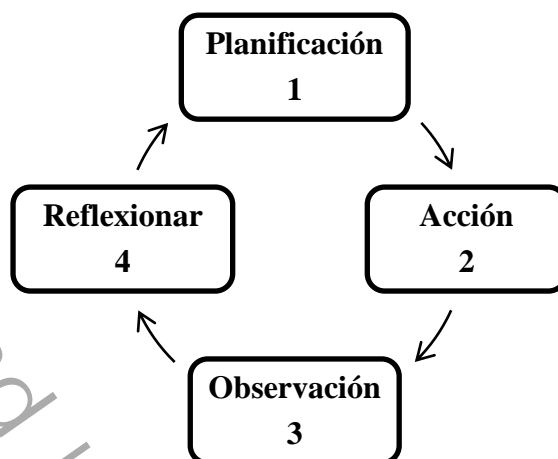 Planificación
1
Acción
2
Observación
3
Reflexionar
4